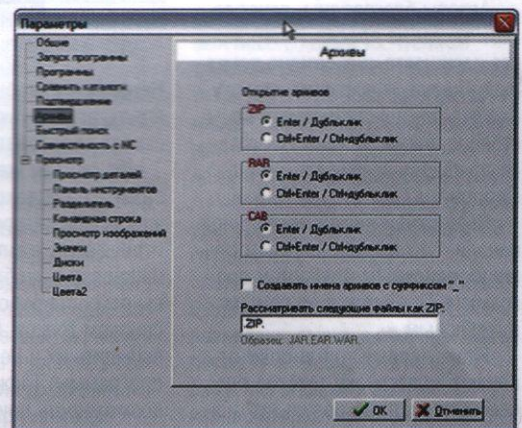 Параметры
Общие
Запуск программы
Программы
Сравнить каталоги
Подтверждение
Архивы
Быстрый поиск
Совместимость с NC
Просмотр
Просмотр деталей
Панель инструментов
Разделитель
Командная строка
Просмотр изображений
Значки
Диски
Цвета
Цвета2
Архивы
Открытие архивов
ZIP
Enter / Дублклик
Ctrl+Enter / Ctrl+дублклик
RAR
Enter / Дублклик
Ctrl+Enter / Ctrl+дублклик
CAB
Enter / Дублклик
Ctrl+Enter / Ctrl+дублклик
Создавать имена архивов с суффиксом "_"
Рассматривать следующие файлы как ZIP:
.ZIP.
Образец: .JAR.EAR.WAR.
OK
Отменить